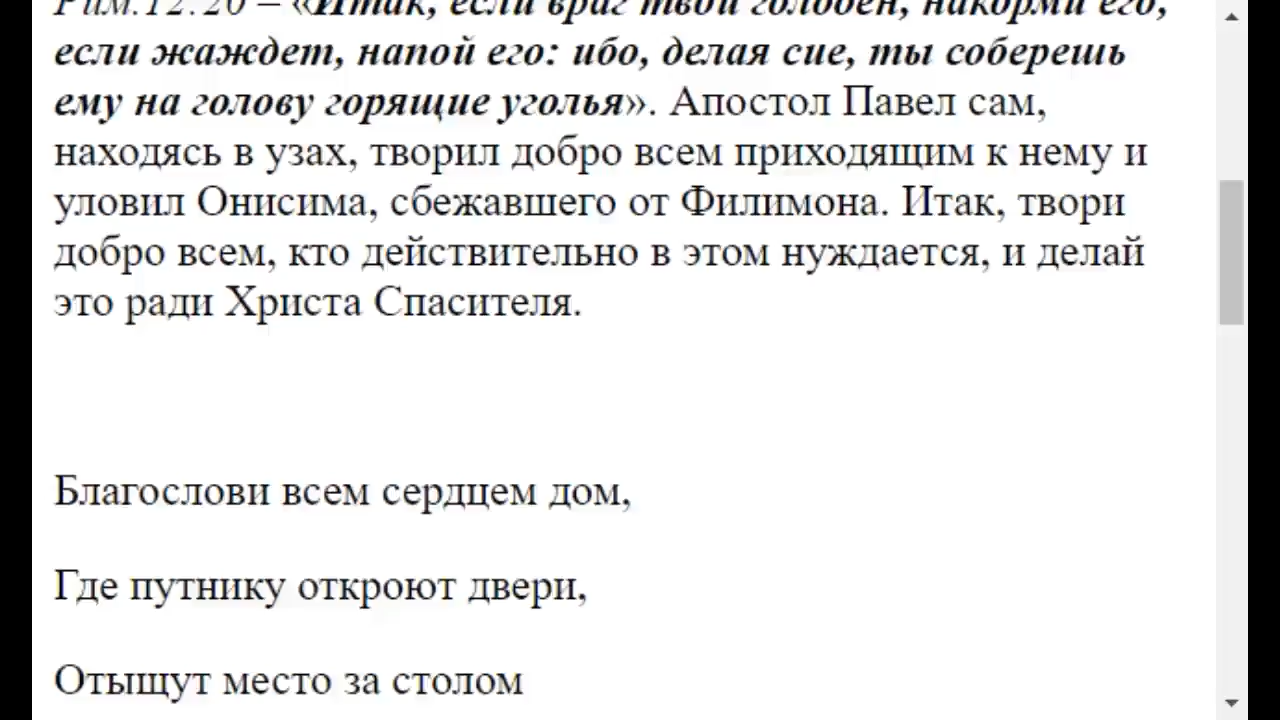 Рим.12:20 – «Итак, если враг твой голоден, накорми его,
если жаждет, напой его: ибо, делая сие, ты соберешь
ему на голову горящие уголья». Апостол Павел сам,
находясь в узах, творил добро всем приходящим к нему и
уловил Онисима, сбежавшего от Филимона. Итак, твори
добро всем, кто действительно в этом нуждается, и делай
это ради Христа Спасителя.
Благослови всем сердцем дом,
Где путнику откроют двери,
Отыщут место за столом